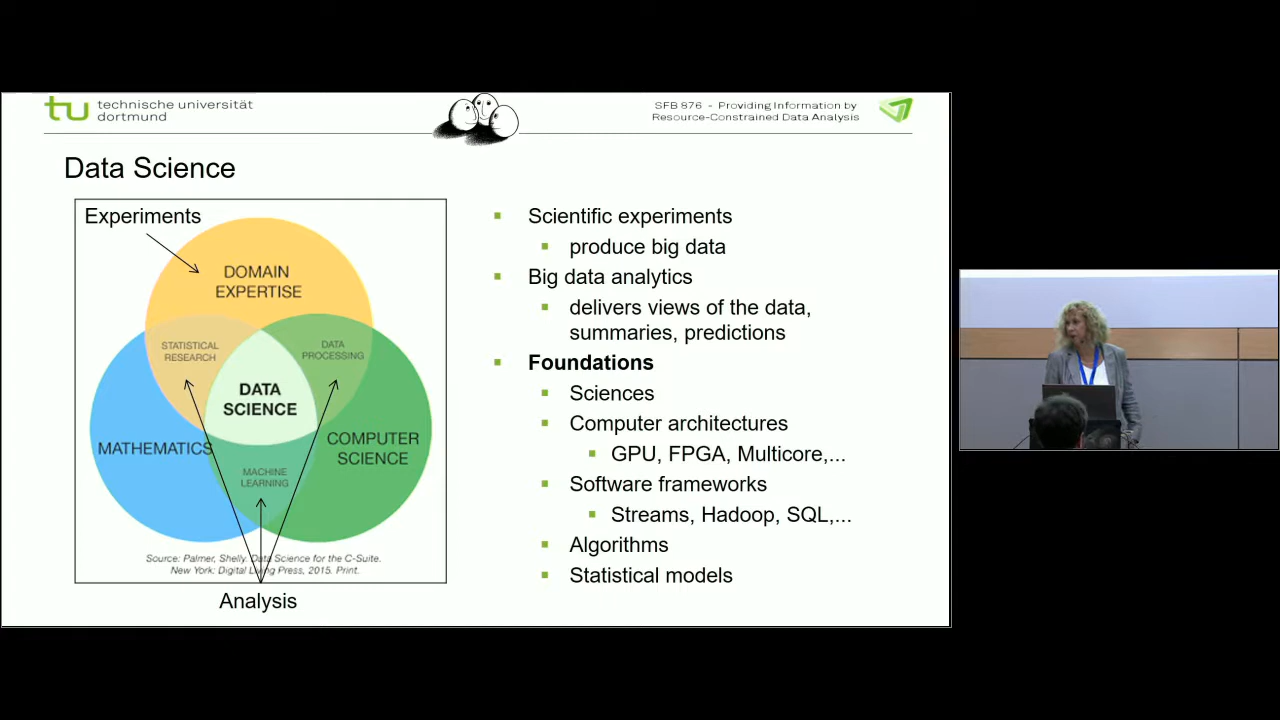 technische universität
dortmund
SFB 876 - Providing Information by
Resource-Constrained Data Analysis
Data Science
Experiments
DOMAIN
EXPERTISE
STATISTICAL
RESEARCH
DATA
PROCESSING
DATA
SCIENCE
MATHEMATICS
COMPUTER
SCIENCE
MACHINE
LEARNING
Source: Palmer, Shelly. Data Science for the C-Suite.
New York: Digital Living Press, 2015. Print.
Analysis
Scientific experiments
produce big data
Big data analytics
delivers views of the data,
summaries, predictions
Foundations
Sciences
Computer architectures
GPU, FPGA, Multicore,...
Software frameworks
Streams, Hadoop, SQL,...
Algorithms
Statistical models